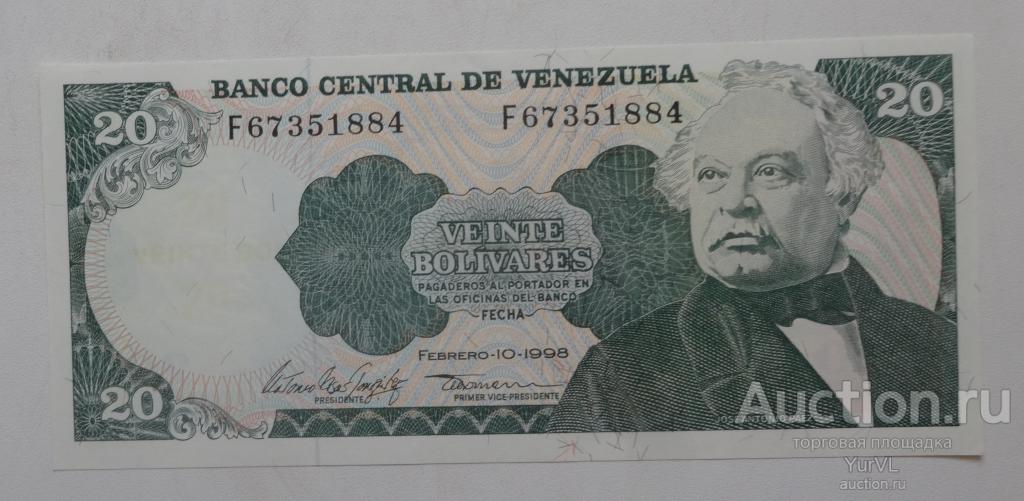 BANCO CENTRAL DE VENEZUELA
20
20
F67351884
F67351884
VEINTE
BOLIVARES
PAGADEROS AL PORTADOR EN
LAS OFICINAS DEL BANCO
FECHA
FEBRERO-10-1998
PRESIDENTE
PRIMER VICE-PRESIDENTE
20
Auction.ru
торговая площадка
YurVL
auction.ru